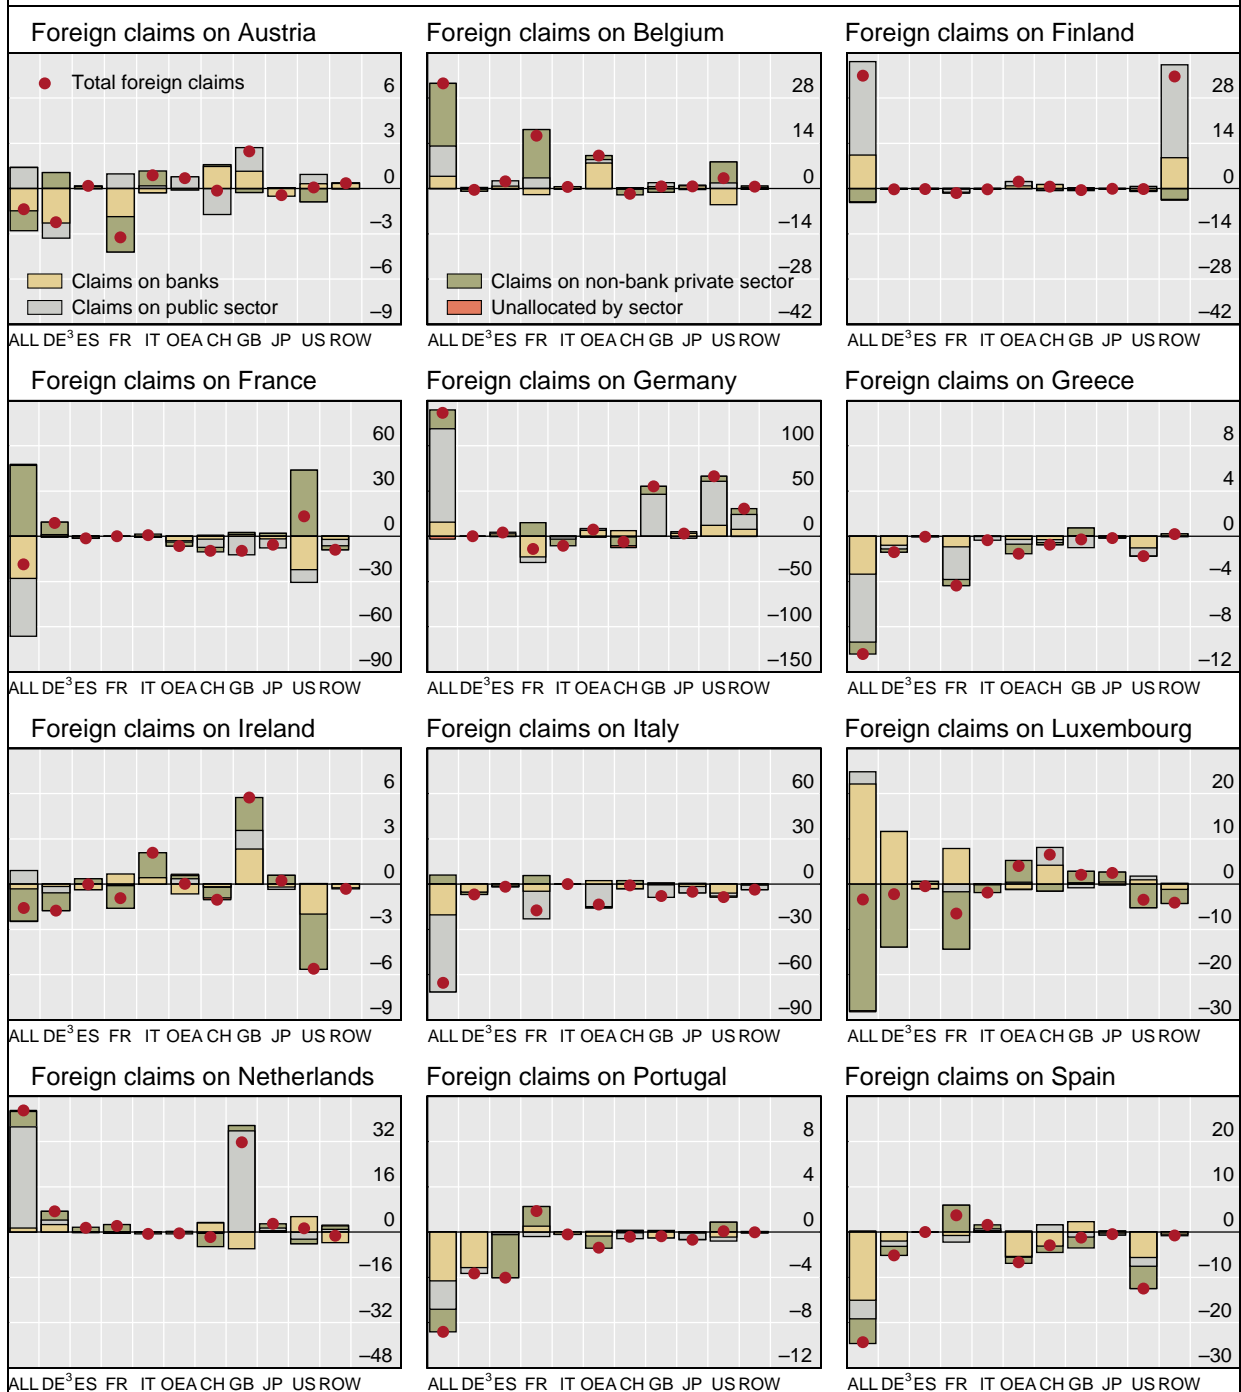 Foreign claims on Austria
Foreign claims on Belgium
Foreign claims on Finland
Total foreign claims
6
3
0
–3
–6
–9
Claims on banks
Claims on public sector
28
14
0
–14
–28
–42
Claims on non-bank private sector
Unallocated by sector
28
14
0
–14
–28
–42
ALL DE³ ES FR IT OEA CH GB JP US ROW
ALL DE³ ES FR IT OEA CH GB JP US ROW
ALL DE³ ES FR IT OEA CH GB JP US ROW
Foreign claims on France
Foreign claims on Germany
Foreign claims on Greece
60
30
0
–30
–60
–90
100
50
0
–50
–100
–150
8
4
0
–4
–8
–12
ALL DE³ ES FR IT OEA CH GB JP US ROW
ALL DE³ ES FR IT OEA CH GB JP US ROW
ALL DE³ ES FR IT OEA CH GB JP US ROW
Foreign claims on Ireland
Foreign claims on Italy
Foreign claims on Luxembourg
6
3
0
–3
–6
–9
60
30
0
–30
–60
–90
20
10
0
–10
–20
–30
ALL DE³ ES FR IT OEA CH GB JP US ROW
ALL DE³ ES FR IT OEA CH GB JP US ROW
ALL DE³ ES FR IT OEA CH GB JP US ROW
Foreign claims on Netherlands
Foreign claims on Portugal
Foreign claims on Spain
32
16
0
–16
–32
–48
8
4
0
–4
–8
–12
20
10
0
–10
–20
–30
ALL DE³ ES FR IT OEA CH GB JP US ROW
ALL DE³ ES FR IT OEA CH GB JP US ROW
ALL DE³ ES FR IT OEA CH GB JP US ROW